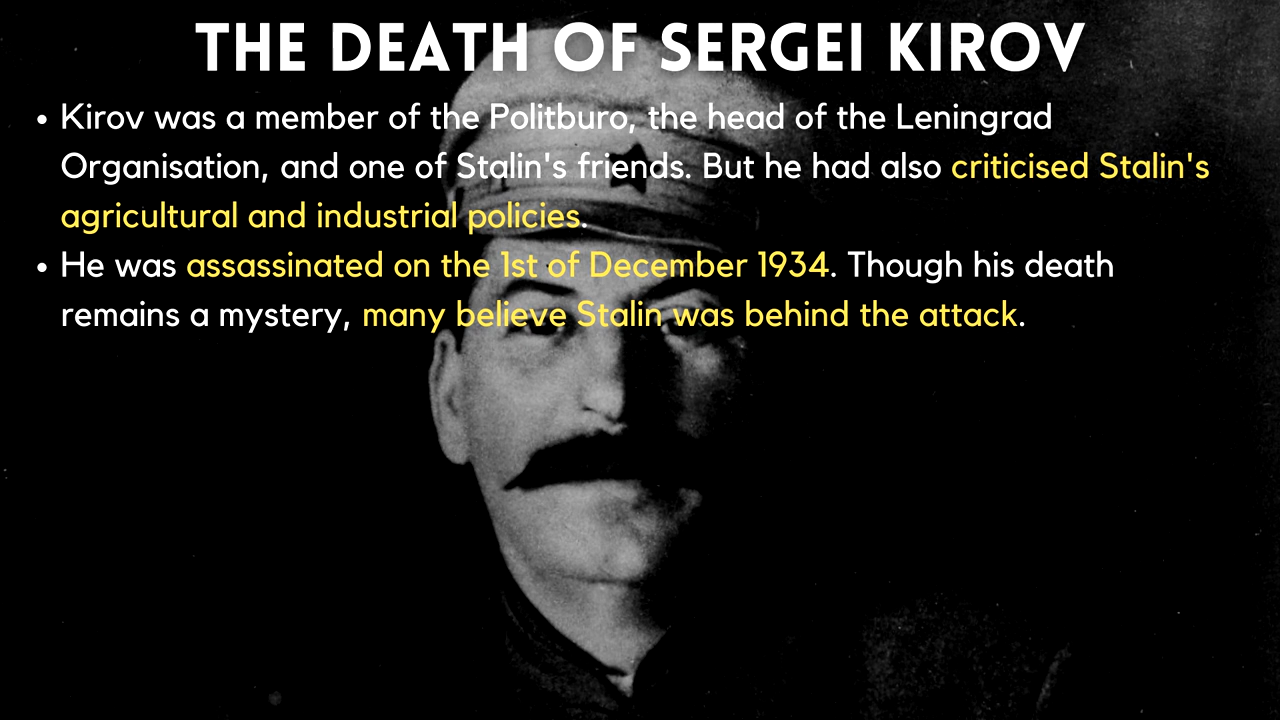 THE DEATH OF SERGEI KIROV
• Kirov was a member of the Politburo, the head of the Leningrad
Organisation, and one of Stalin's friends. But he had also criticised Stalin's
agricultural and industrial policies.
• He was assassinated on the 1st of December 1934. Though his death
remains a mystery, many believe Stalin was behind the attack.